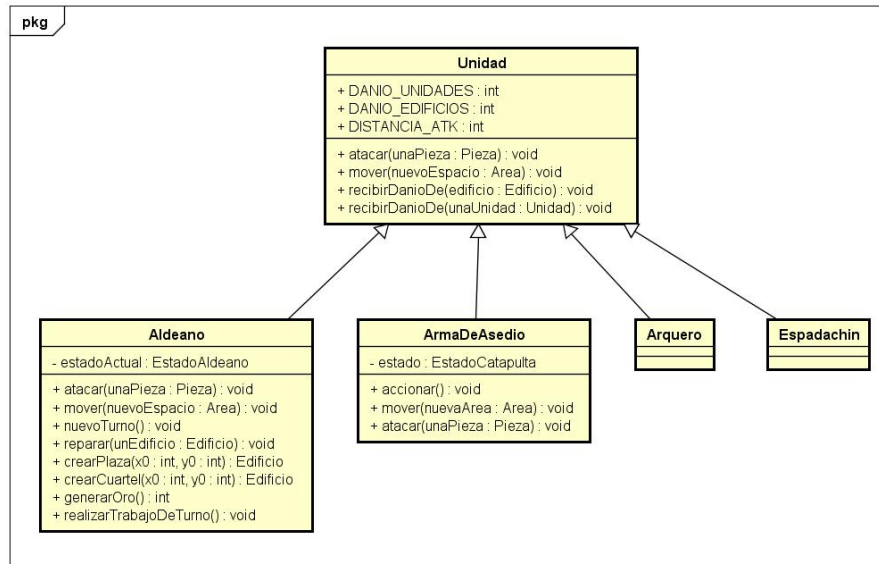 pkg
Unidad
+ DANIO_UNIDADES : int
+ DANIO_EDIFICIOS : int
+ DISTANCIA_ATK : int
+ atacar(unaPieza : Pieza) : void
+ mover(nuevoEspacio : Area) : void
+ recibirDanioDe(edificio : Edificio) : void
+ recibirDanioDe(unaUnidad : Unidad) : void
Aldeano
- estadoActual : EstadoAldeano
+ atacar(unaPieza : Pieza) : void
+ mover(nuevoEspacio : Area) : void
+ nuevoTurno() : void
+ reparar(unEdificio : Edificio) : void
+ crearPlaza(x0 : int, y0 : int) : Edificio
+ crearCuartel(x0 : int, y0 : int) : Edificio
+ generarOro() : int
+ realizarTrabajoDeTurno() : void
ArmaDeAsedio
- estado : EstadoCatapulta
+ accionar() : void
+ mover(nuevaArea : Area) : void
+ atacar(unaPieza : Pieza) : void
Arquero
Espadachin